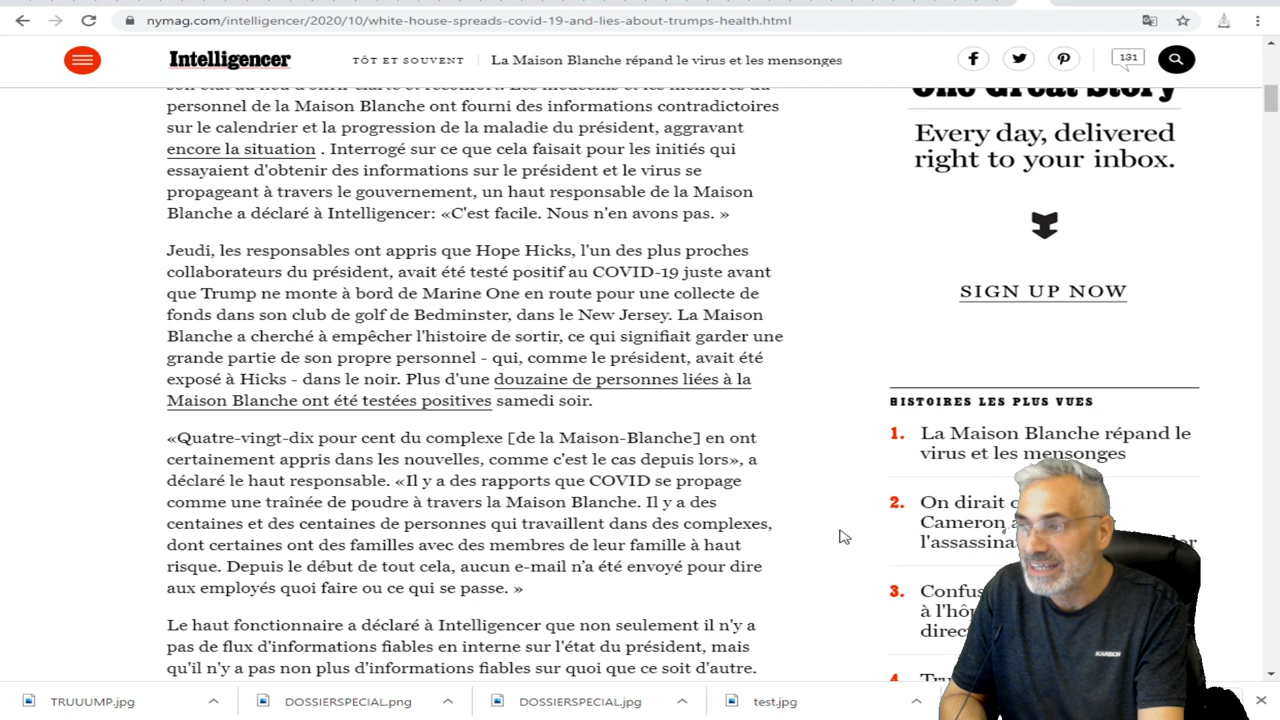 nymag.com/intelligencer/2020/10/white-house-spreads-covid-19-and-lies-about-trumps-health.html
Intelligencer
TÔT ET SOUVENT
La Maison Blanche répand le virus et les mensonges
131
personnel de la Maison Blanche ont fourni des informations contradictoires
sur le calendrier et la progression de la maladie du président, aggravant
encore la situation . Interrogé sur ce que cela faisait pour les initiés qui
essayaient d'obtenir des informations sur le président et le virus se
propageant à travers le gouvernement, un haut responsable de la Maison
Blanche a déclaré à Intelligencer: «C'est facile. Nous n'en avons pas. »
Jeudi, les responsables ont appris que Hope Hicks, l'un des plus proches
collaborateurs du président, avait été testé positif au COVID-19 juste avant
que Trump ne monte à bord de Marine One en route pour une collecte de
fonds dans son club de golf de Bedminster, dans le New Jersey. La Maison
Blanche a cherché à empêcher l'histoire de sortir, ce qui signifiait garder une
grande partie de son propre personnel - qui, comme le président, avait été
exposé à Hicks - dans le noir. Plus d'une douzaine de personnes liées à la
Maison Blanche ont été testées positives samedi soir.
«Quatre-vingt-dix pour cent du complexe [de la Maison-Blanche] en ont
certainement appris dans les nouvelles, comme c'est le cas depuis lors», a
déclaré le haut responsable. «Il y a des rapports que COVID se propage
comme une traînée de poudre à travers la Maison Blanche. Il y a des
centaines et des centaines de personnes qui travaillent dans des complexes,
dont certaines ont des familles avec des membres de leur famille à haut
risque. Depuis le début de tout cela, aucun e-mail n'a été envoyé pour dire
aux employés quoi faire ou ce qui se passe. »
Le haut fonctionnaire a déclaré à Intelligencer que non seulement il n'y a
pas de flux d'informations fiables en interne sur l'état du président, mais
qu'il n'y a pas non plus d'informations fiables sur quoi que ce soit d'autre.
One Great Story
Every day, delivered
right to your inbox.
SIGN UP NOW
HISTOIRES LES PLUS VUES
1. La Maison Blanche répand le
virus et les mensonges
2. On dirait
Cameron
3.
à l'hô
4.
TRUUUMP.jpg
DOSSIERSPECIAL.png
DOSSIERSPECIAL.jpg
test.jpg